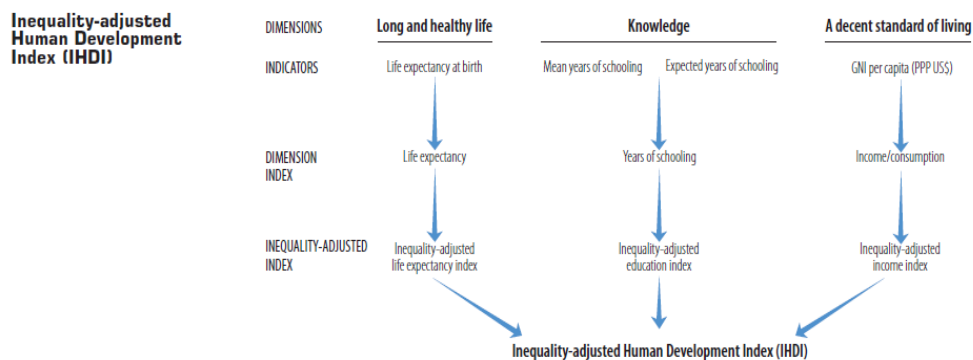 Inequality-adjusted
Human Development
Index (IHDI)
DIMENSIONS Long and healthy life Knowledge A decent standard of living
INDICATORS Life expectancy at birth Mean years of schooling Expected years of schooling GNI per capita (PPP US$)
DIMENSION
INDEX
Life expectancy Years of schooling Income/consumption
INEQUALITY-ADJUSTED
INDEX
Inequality-adjusted
life expectancy index
Inequality-adjusted
education index
Inequality-adjusted
income index
Inequality-adjusted Human Development Index (IHDI)